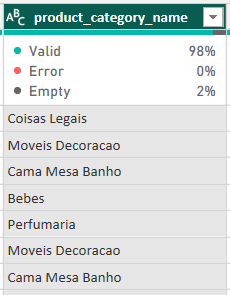 ABC product_category_name
Valid 98%
Error 0%
Empty 2%
Coisas Legais
Moveis Decoracao
Cama Mesa Banho
Bebes
Perfumaria
Moveis Decoracao
Cama Mesa Banho